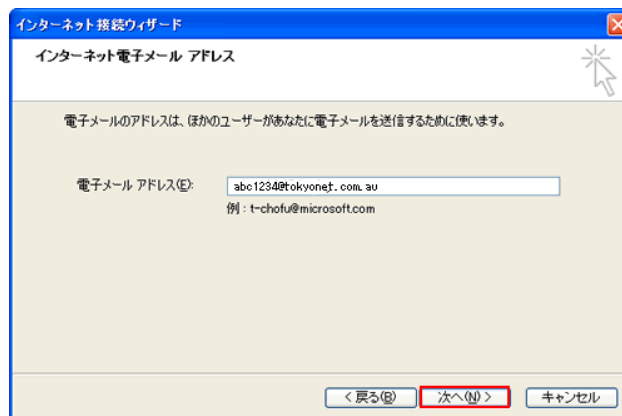 インターネット接続ウィザード
インターネット電子メール アドレス
電子メールのアドレスは、ほかのユーザーがあなたに電子メールを送信するために使います。
電子メール アドレス(E):
abc1234@tokyonet.com.au
例 : t-chofu@microsoft.com
< 戻る(B)
次へ(N) >
キャンセル